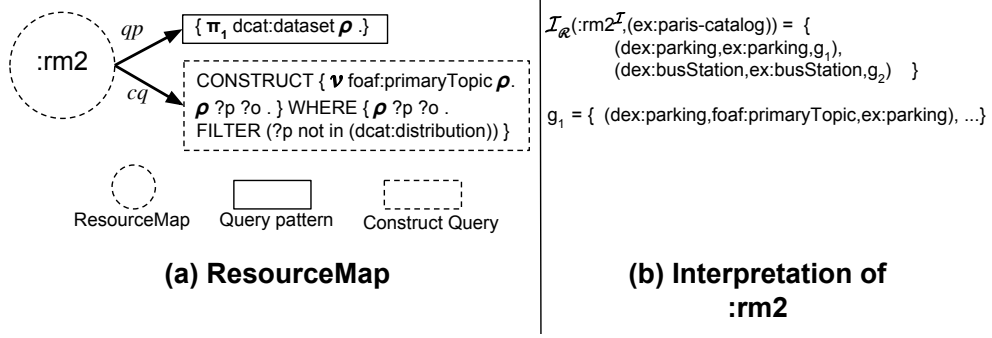 :rm2
qp
{ π1 dcat:dataset ρ .}
cq
CONSTRUCT { ν foaf:primaryTopic ρ.
ρ ?p ?o . } WHERE { ρ ?p ?o .
FILTER (?p not in (dcat:distribution)) }
ResourceMap
Query pattern
Construct Query
(a) ResourceMap
ℐℛ(:rm2ℐ,(ex:paris-catalog)) = {
(dex:parking,ex:parking,g1),
(dex:busStation,ex:busStation,g2) }
g1 = { (dex:parking,foaf:primaryTopic,ex:parking), ...}
(b) Interpretation of
:rm2